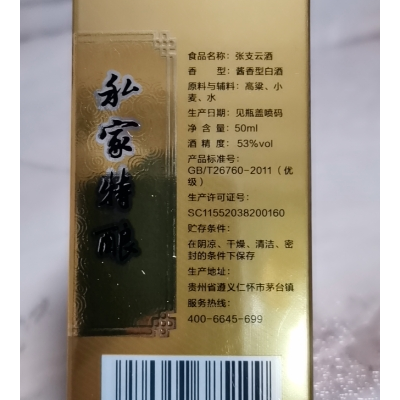 私家特酿
食品名称：张支云酒
香　　型：酱香型白酒
原料与辅料：高粱、小
麦、水
生产日期：见瓶盖喷码
净 含 量：50ml
酒 精 度：53%vol
产品标准号：
GB/T26760-2011（优
级）
生产许可证号：
SC11552038200160
贮存条件：
在阴凉、干燥、清洁、密
封的条件下保存
生产地址：
贵州省遵义仁怀市茅台镇
服务热线：
400-6645-699